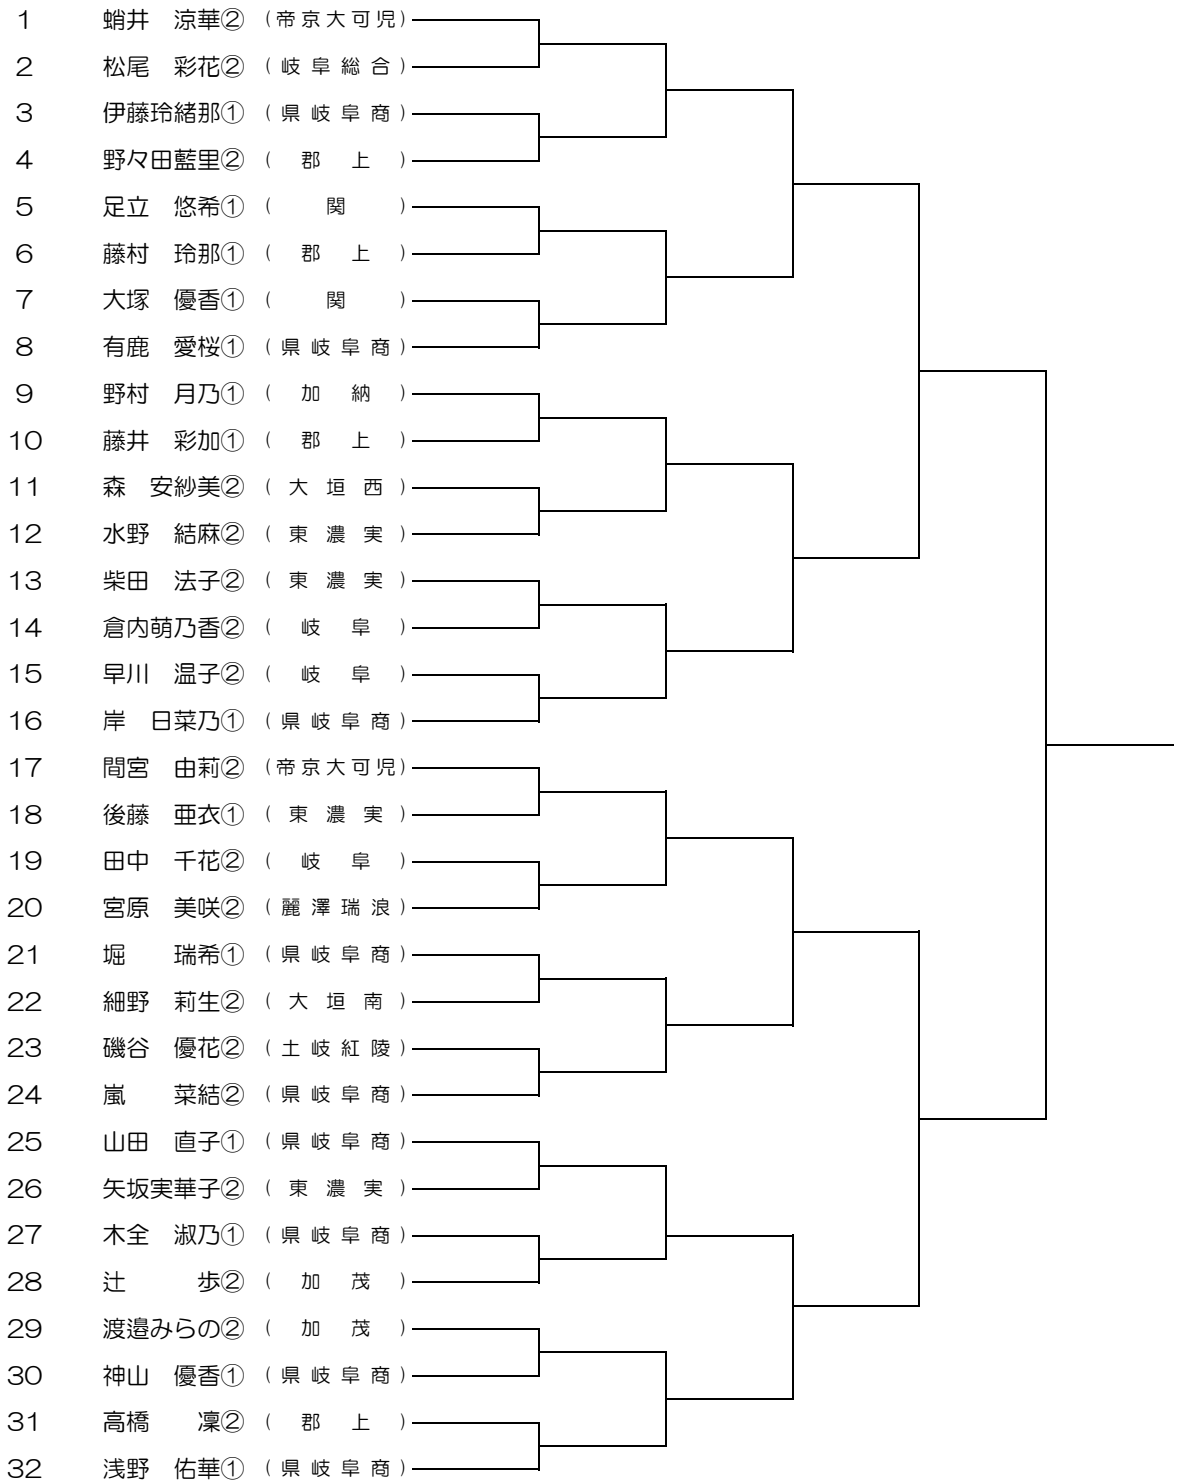 1 蛸井 涼華② (帝京大可児)
2 松尾 彩花② (岐阜総合)
3 伊藤玲緒那① (県岐阜商)
4 野々田藍里② (郡上)
5 足立 悠希① (関)
6 藤村 玲那① (郡上)
7 大塚 優香① (関)
8 有鹿 愛桜① (県岐阜商)
9 野村 月乃① (加納)
10 藤井 彩加① (郡上)
11 森 安紗美② (大垣西)
12 水野 結麻② (東濃実)
13 柴田 法子② (東濃実)
14 倉内萌乃香② (岐阜)
15 早川 温子② (岐阜)
16 岸 日菜乃① (県岐阜商)
17 間宮 由莉② (帝京大可児)
18 後藤 亜衣① (東濃実)
19 田中 千花② (岐阜)
20 宮原 美咲② (麗澤瑞浪)
21 堀 瑞希① (県岐阜商)
22 細野 莉生② (大垣南)
23 磯谷 優花② (土岐紅陵)
24 嵐 菜結② (県岐阜商)
25 山田 直子① (県岐阜商)
26 矢坂実華子② (東濃実)
27 木全 淑乃① (県岐阜商)
28 辻 歩② (加茂)
29 渡邉みらの② (加茂)
30 神山 優香① (県岐阜商)
31 高橋 凜② (郡上)
32 浅野 佑華① (県岐阜商)